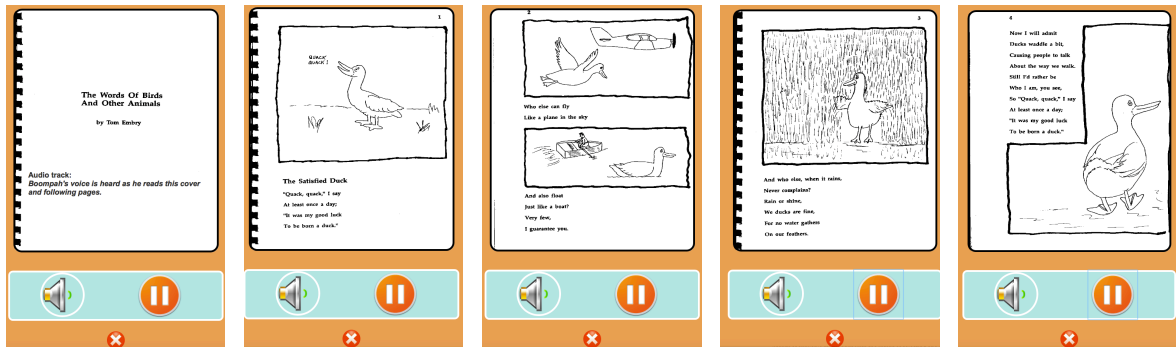 The Words Of Birds
And Other Animals
by Tom Embry
Audio track:
Boompah's voice is heard as he reads this cover
and following pages.
1
QUACK
QUACK!
The Satisfied Duck
"Quack, quack," I say
At least once a day;
"It was my good luck
To be born a duck."
2
Who else can fly
Like a plane in the sky
And also float
Just like a boat?
Very few,
I guarantee you.
3
And who else, when it rains,
Never complains?
Rain or shine,
We ducks are fine,
For no water gathers
On our feathers.
4
Now I will admit
Ducks waddle a bit,
Causing people to talk
About the way we walk.
Still I'd rather be
Who I am, you see,
So "Quack, quack," I say
At least once a day;
"It was my good luck
To be born a duck."